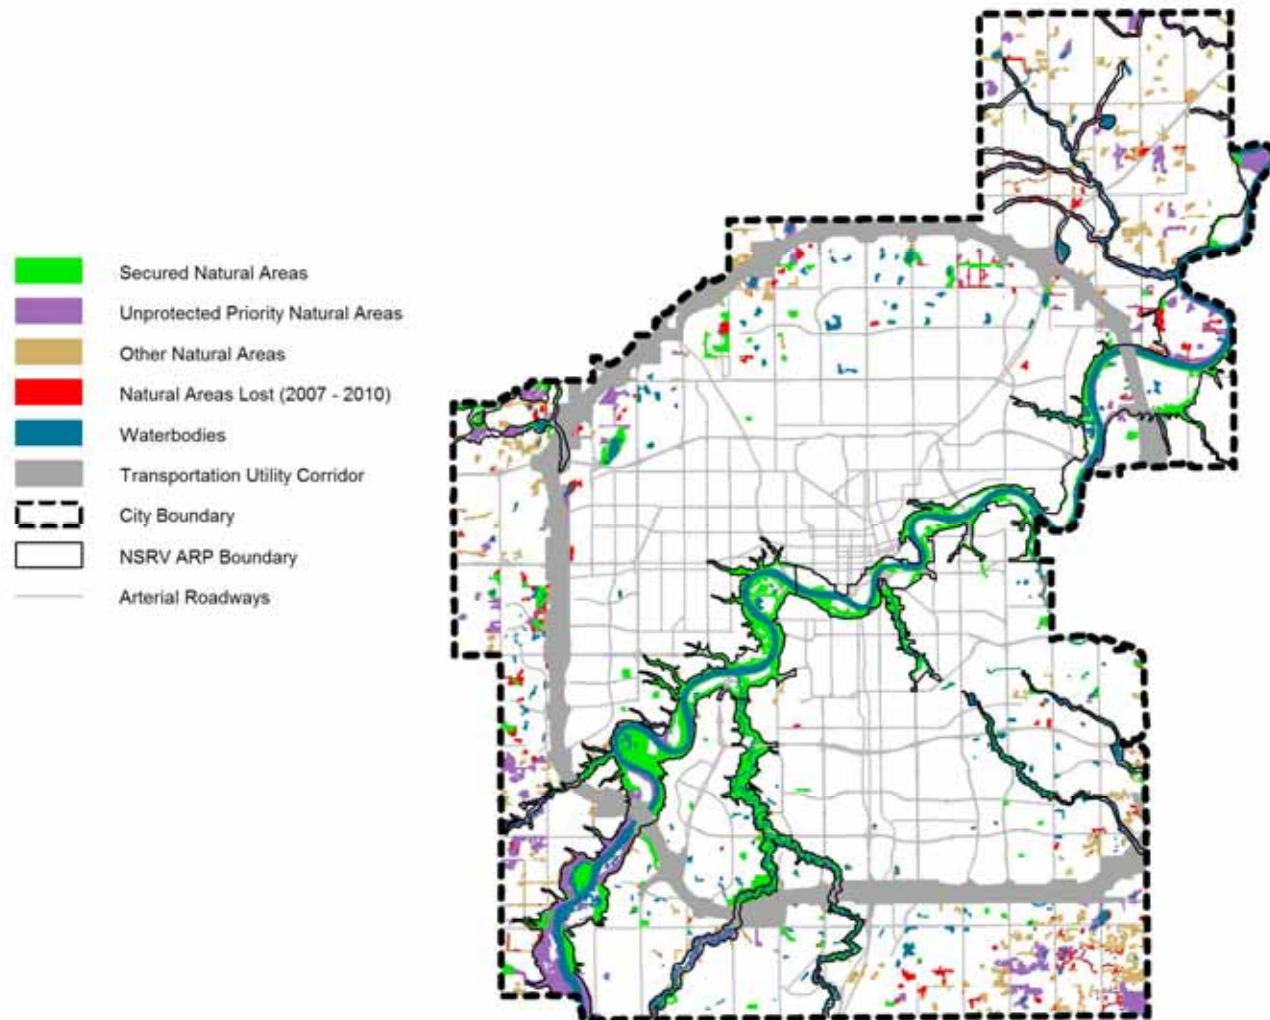 Secured Natural Areas
Unprotected Priority Natural Areas
Other Natural Areas
Natural Areas Lost (2007 - 2010)
Waterbodies
Transportation Utility Corridor
City Boundary
NSRV ARP Boundary
Arterial Roadways